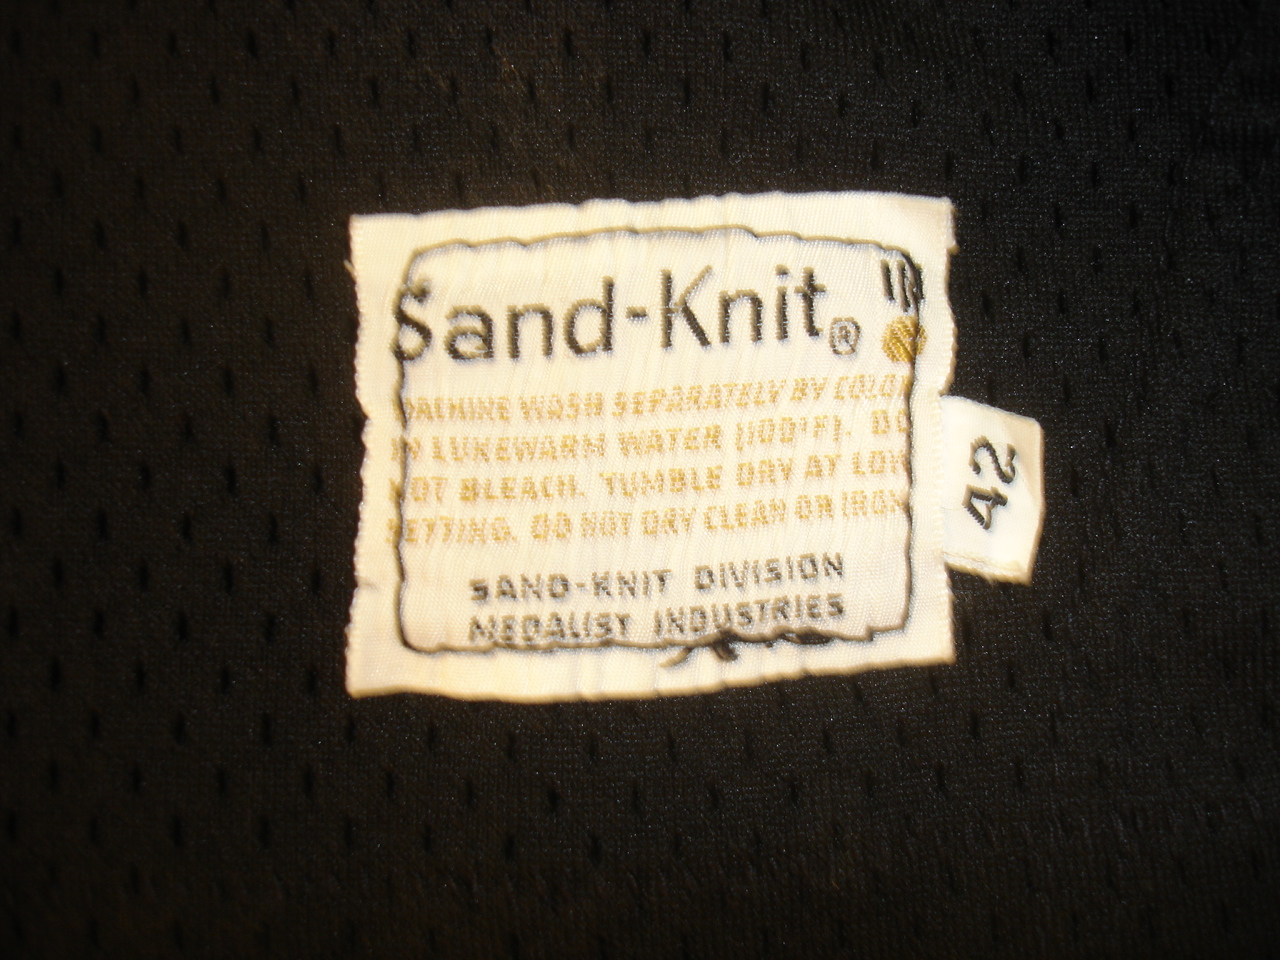 Sand-Knit®
MACHINE WASH SEPARATELY BY COLOR
IN LUKEWARM WATER (100°F). DO
NOT BLEACH. TUMBLE DRY AT LOW
SETTING. DO NOT DRY CLEAN OR IRON
SAND-KNIT DIVISION
MEDALIST INDUSTRIES
42